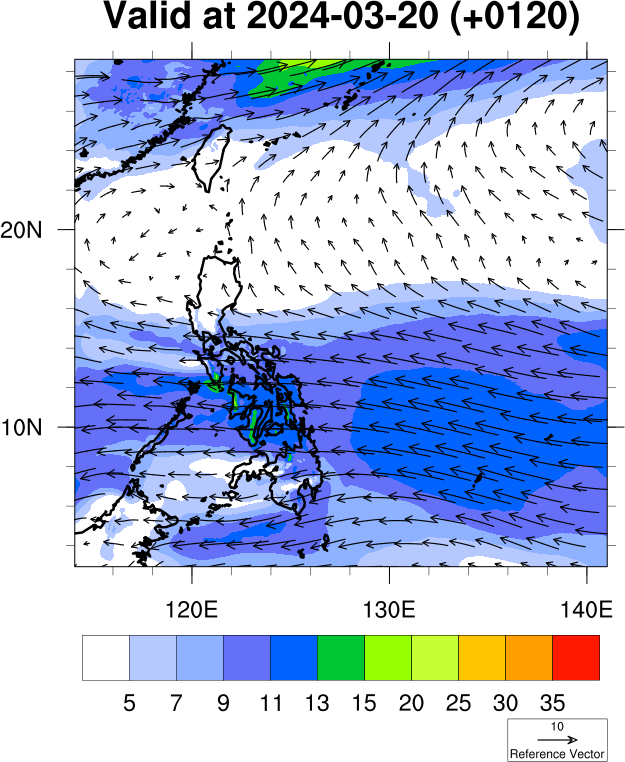 Valid at 2024-03-20 (+0120)
20N
10N
120E 130E 140E
5 7 9 11 13 15 20 25 30 35
10
Reference Vector